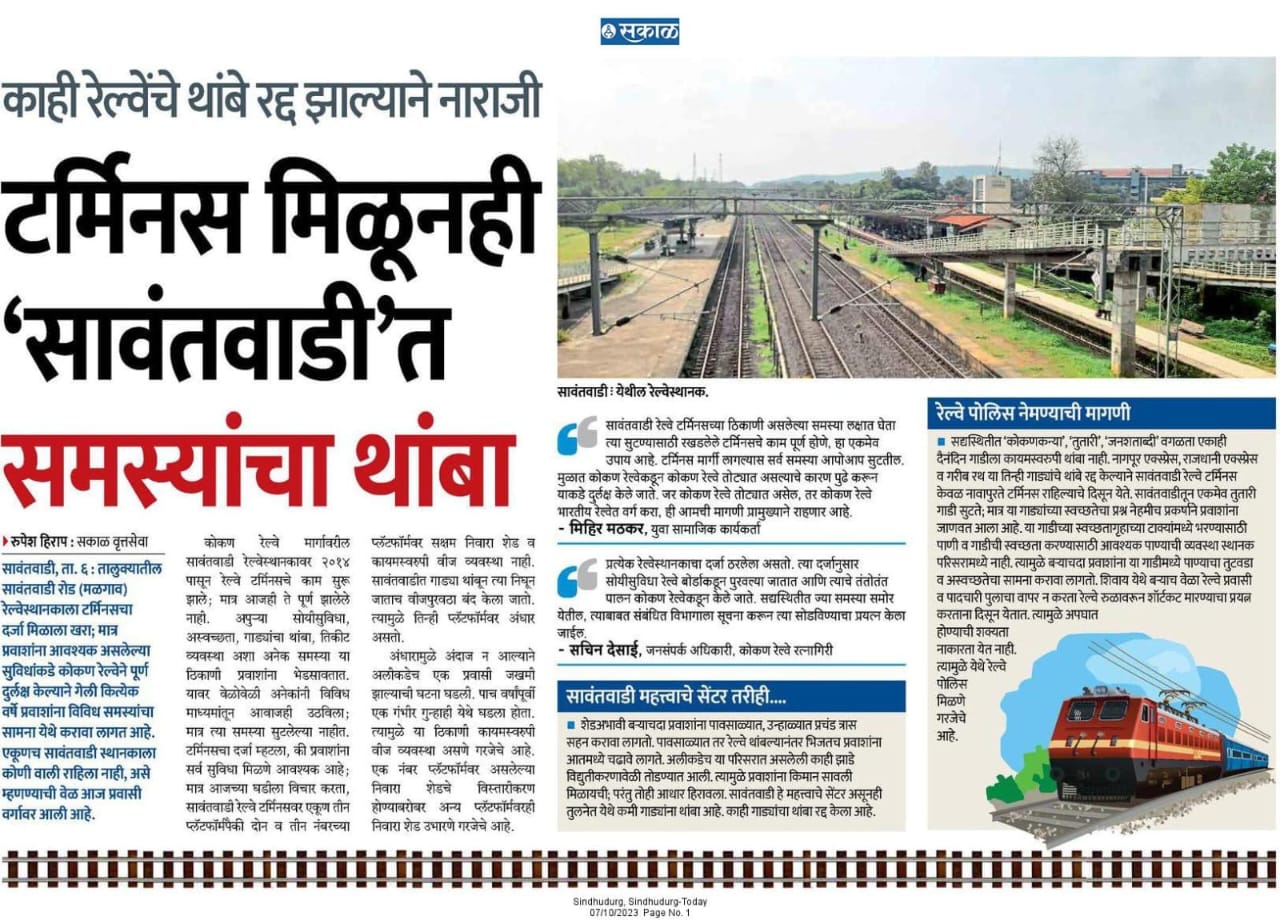 सकाळ
काही रेल्वेंचे थांबे रद्द झाल्याने नाराजी
टर्मिनस मिळूनही
‘सावंतवाडी’त
समस्यांचा थांबा
रुपेश हिराप : सकाळ वृत्तसेवा
सावंतवाडी, ता. ६ : तालुक्यातील
सावंतवाडी रोड (मळगाव)
रेल्वेस्थानकाला टर्मिनसचा
दर्जा मिळाला खरा; मात्र
प्रवाशांना आवश्यक असलेल्या
सुविधांकडे कोकण रेल्वेने पूर्ण
दुर्लक्ष केल्याने गेली कित्येक
वर्षे प्रवाशांना विविध समस्यांचा
सामना येथे करावा लागत आहे.
एकूणच सावंतवाडी स्थानकाला
कोणी वाली राहिला नाही, असे
म्हणण्याची वेळ आज प्रवासी
वर्गावर आली आहे.
कोकण रेल्वे मार्गावरील
सावंतवाडी रेल्वेस्थानकावर २०१४
पासून रेल्वे टर्मिनसचे काम सुरू
झाले; मात्र आजही ते पूर्ण झालेले
नाही. अपुऱ्या सोयीसुविधा,
अस्वच्छता, गाड्यांचा थांबा, तिकीट
व्यवस्था अशा अनेक समस्या या
ठिकाणी प्रवाशांना भेडसावतात.
यावर वेळोवेळी अनेकांनी विविध
माध्यमांतून आवाजही उठविला;
मात्र त्या समस्या सुटलेल्या नाहीत.
टर्मिनसचा दर्जा म्हटला, की प्रवाशांना
सर्व सुविधा मिळणे आवश्यक आहे;
मात्र आजच्या घडीला विचार करता,
सावंतवाडी रेल्वे टर्मिनसवर एकूण तीन
प्लॅटफॉर्मपैकी दोन व तीन नंबरच्या
प्लॅटफॉर्मवर सक्षम निवारा शेड व
कायमस्वरुपी वीज व्यवस्था नाही.
सावंतवाडीत गाड्या थांबून त्या निघून
जाताच वीजपुरवठा बंद केला जातो.
त्यामुळे तिन्ही प्लॅटफॉर्मवर अंधार
असतो.
अंधारामुळे अंदाज न आल्याने
अलीकडेच एक प्रवासी जखमी
झाल्याची घटना घडली. पाच वर्षांपूर्वी
एक गंभीर गुन्हाही येथे घडला होता.
त्यामुळे या ठिकाणी कायमस्वरुपी
वीज व्यवस्था असणे गरजेचे आहे.
एक नंबर प्लॅटफॉर्मवर असलेल्या
निवारा शेडचे विस्तारीकरण
होण्याबरोबर अन्य प्लॅटफॉर्मवरही
निवारा शेड उभारणे गरजेचे आहे.
सावंतवाडी : येथील रेल्वेस्थानक.
सावंतवाडी रेल्वे टर्मिनसच्या ठिकाणी असलेल्या समस्या लक्षात घेता
त्या सुटण्यासाठी रखडलेले टर्मिनसचे काम पूर्ण होणे, हा एकमेव
उपाय आहे. टर्मिनस मार्गी लागल्यास सर्व समस्या आपोआप सुटतील.
मुळात कोकण रेल्वेकडून कोकण रेल्वे तोट्यात असल्याचे कारण पुढे करून
याकडे दुर्लक्ष केले जाते. जर कोकण रेल्वे तोट्यात असेल, तर कोकण रेल्वे
भारतीय रेल्वेत वर्ग करा, ही आमची मागणी प्रामुख्याने राहणार आहे.
- मिहिर मठकर, युवा सामाजिक कार्यकर्ता
प्रत्येक रेल्वेस्थानकाचा दर्जा ठरलेला असतो. त्या दर्जानुसार
सोयीसुविधा रेल्वे बोर्डाकडून पुरवल्या जातात आणि त्याचे तंतोतंत
पालन कोकण रेल्वेकडून केले जाते. सद्यस्थितीत ज्या समस्या समोर
येतील, त्याबाबत संबंधित विभागाला सूचना करून त्या सोडविण्याचा प्रयत्न केला
जाईल.
- सचिन देसाई, जनसंपर्क अधिकारी, कोकण रेल्वे रत्नागिरी
सावंतवाडी महत्त्वाचे सेंटर तरीही....
शेडअभावी बऱ्याचदा प्रवाशांना पावसाळ्यात, उन्हाळ्यात प्रचंड त्रास
सहन करावा लागतो. पावसाळ्यात तर रेल्वे थांबल्यानंतर भिजतच प्रवाशांना
आतमध्ये चढावे लागते. अलीकडेच या परिसरात असलेली काही झाडे
विद्युतीकरणावेळी तोडण्यात आली. त्यामुळे प्रवाशांना किमान सावली
मिळायची; परंतु तोही आधार हिरावला. सावंतवाडी हे महत्त्वाचे सेंटर असूनही
तुलनेत येथे कमी गाड्यांना थांबा आहे. काही गाड्यांचा थांबा रद्द केला आहे.
रेल्वे पोलिस नेमण्याची मागणी
सद्यस्थितीत ‘कोकणकन्या’, ‘तुतारी’, ‘जनशताब्दी’ वगळता एकाही
दैनंदिन गाडीला कायमस्वरुपी थांबा नाही. नागपूर एक्स्प्रेस, राजधानी एक्स्प्रेस
व गरीब रथ या तिन्ही गाड्यांचे थांबे रद्द केल्याने सावंतवाडी रेल्वे टर्मिनस
केवळ नावापुरते टर्मिनस राहिल्याचे दिसून येते. सावंतवाडीतून एकमेव तुतारी
गाडी सुटते; मात्र या गाड्यांच्या स्वच्छतेचा प्रश्न नेहमीच प्रकर्षाने प्रवाशांना
जाणवत आला आहे. या गाडीच्या स्वच्छतागृहाच्या टाक्यांमध्ये भरण्यासाठी
पाणी व गाडीची स्वच्छता करण्यासाठी आवश्यक पाण्याची व्यवस्था स्थानक
परिसरामध्ये नाही. त्यामुळे बऱ्याचदा प्रवाशांना या गाडीमध्ये पाण्याचा तुटवडा
व अस्वच्छतेचा सामना करावा लागतो. शिवाय येथे बऱ्याच वेळा रेल्वे प्रवासी
व पादचारी पुलाचा वापर न करता रेल्वे रुळावरून शॉर्टकट मारण्याचा प्रयत्न
करताना दिसून येतात. त्यामुळे अपघात
होण्याची शक्यता
नाकारता येत नाही.
त्यामुळे येथे रेल्वे
पोलिस
मिळणे
गरजेचे
आहे.
Sindhudurg, Sindhudurg-Today
07/10/2023 Page No. 1